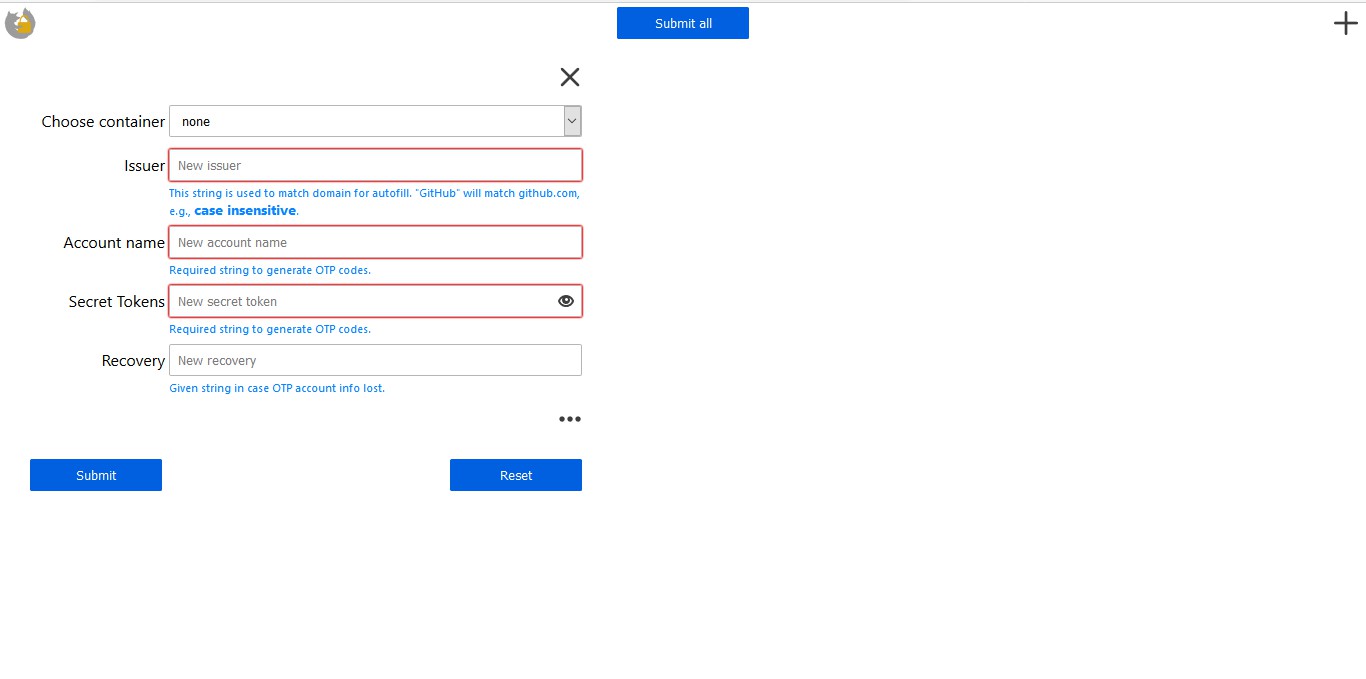 Submit all
Choose container none
Issuer New issuer
This string is used to match domain for autofill. "GitHub" will match github.com,
e.g., case insensitive.
Account name New account name
Required string to generate OTP codes.
Secret Tokens New secret token
Required string to generate OTP codes.
Recovery New recovery
Given string in case OTP account info lost.
Submit Reset